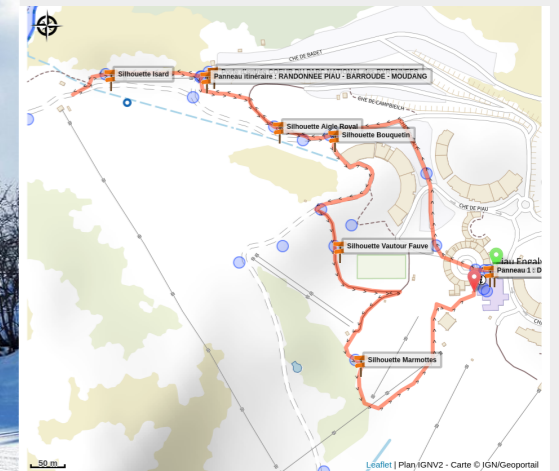 CHE DE BADET
Silhouette Isard
Panneau itinéraire : RANDONNEE PIAU - BARROUDE - MOUDANG
CHE DE CAMPBIEILH
Silhouette Aigle Royal
Silhouette Bouquetin
CHE DE PIAU
Silhouette Vautour Fauve
Panneau 1 : D
Silhouette Marmottes
50 m
Leaflet | Plan IGNV2 - Carte © IGN/Geoportail